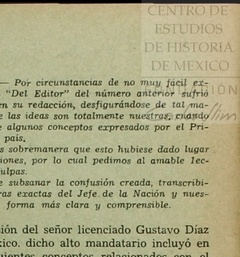 CENTRO DE
ESTUDIOS
DE HISTORIA
DE MEXICO
— Por circunstancias de no muy fácil ex-
"Del Editor" del número anterior sufrió
en su redacción, desfigurándose de tal ma-
e las ideas son totalmente nuestras, cuando
e algunos conceptos expresados por el Pri-
país.
s sobremanera que esto hubiese dado lugar
iones, por lo cual pedimos al amable lec-
ulpas.
e subsanar la confusión creada, transcribi-
ras exactas del Jefe de la Nación y nues-
forma más clara y comprensible.
ción del señor licenciado Gustavo Díaz
xico. dicho alto mandatario incluyó en